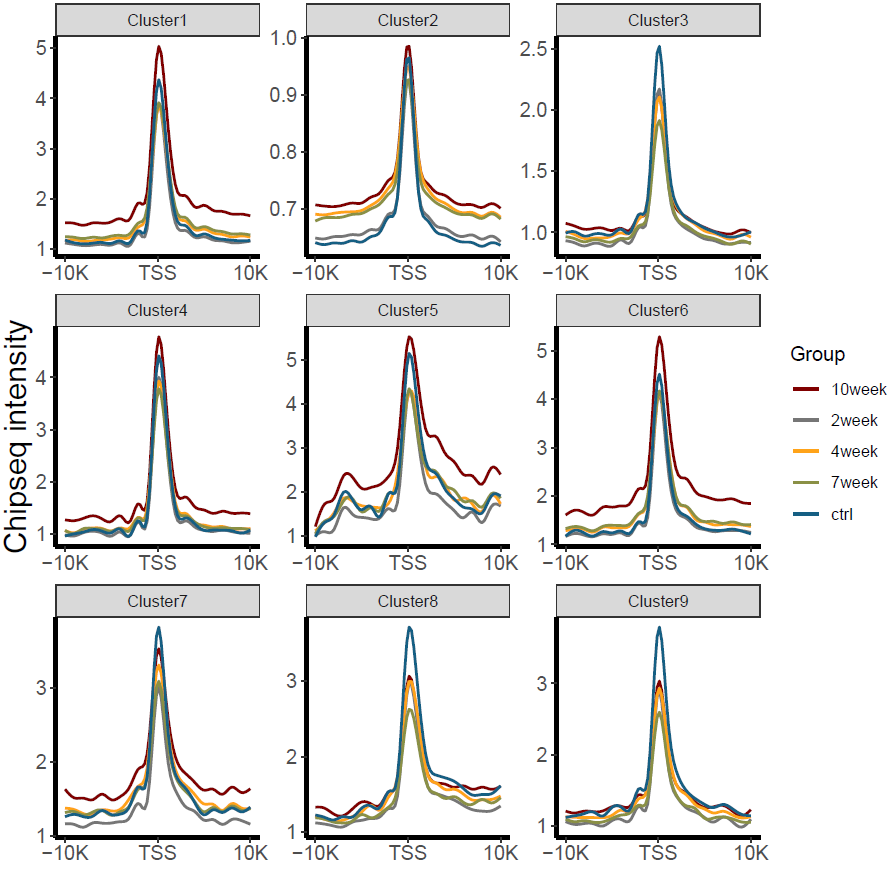 Cluster1
Cluster2
Cluster3
5
4
3
2
1
1.0
0.9
0.8
0.7
2.5
2.0
1.5
1.0
−10K TSS 10K
−10K TSS 10K
−10K TSS 10K
Chipseq intensity
Cluster4
Cluster5
Cluster6
4
3
2
1
5
4
3
2
1
5
4
3
2
1
−10K TSS 10K
−10K TSS 10K
−10K TSS 10K
Cluster7
Cluster8
Cluster9
3
2
1
3
2
1
3
2
1
−10K TSS 10K
−10K TSS 10K
−10K TSS 10K
Group
10week
2week
4week
7week
ctrl